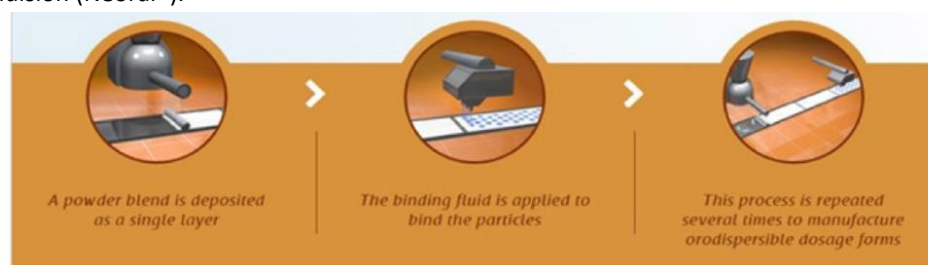 A powder blend is deposited
as a single layer
The binding fluid is applied to
bind the particles
This process is repeated
several times to manufacture
orodispersible dosage forms